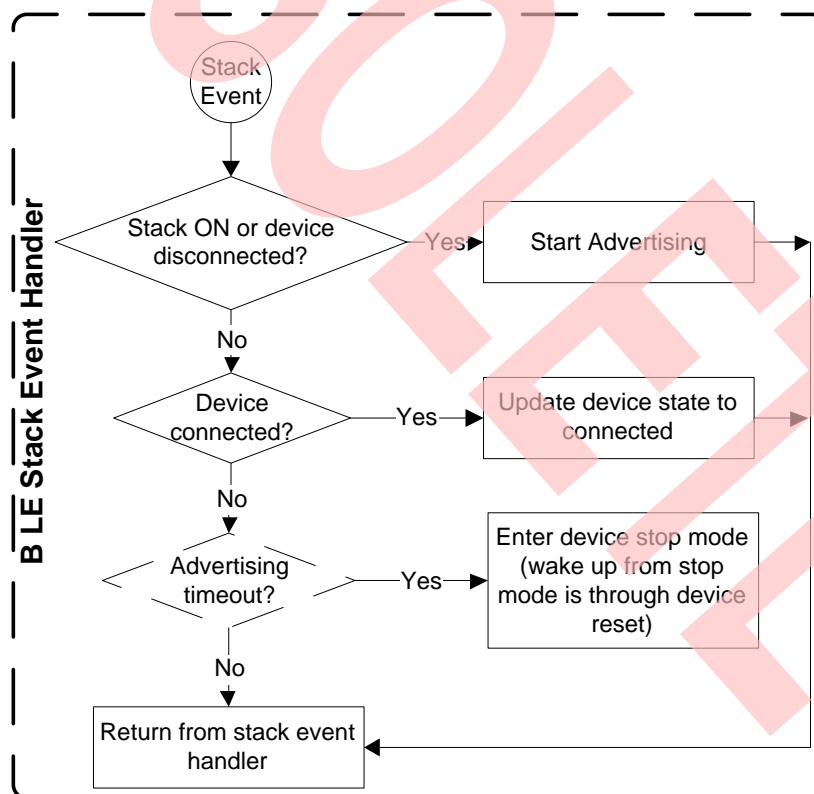 Stack
Event
Stack ON or device
disconnected?
Yes
Start Advertising
No
Device
connected?
Yes
Update device state to
connected
No
Advertising
timeout?
Yes
Enter device stop mode
(wake up from stop
mode is through device
reset)
No
Return from stack event
handler
B LE Stack Event Handler